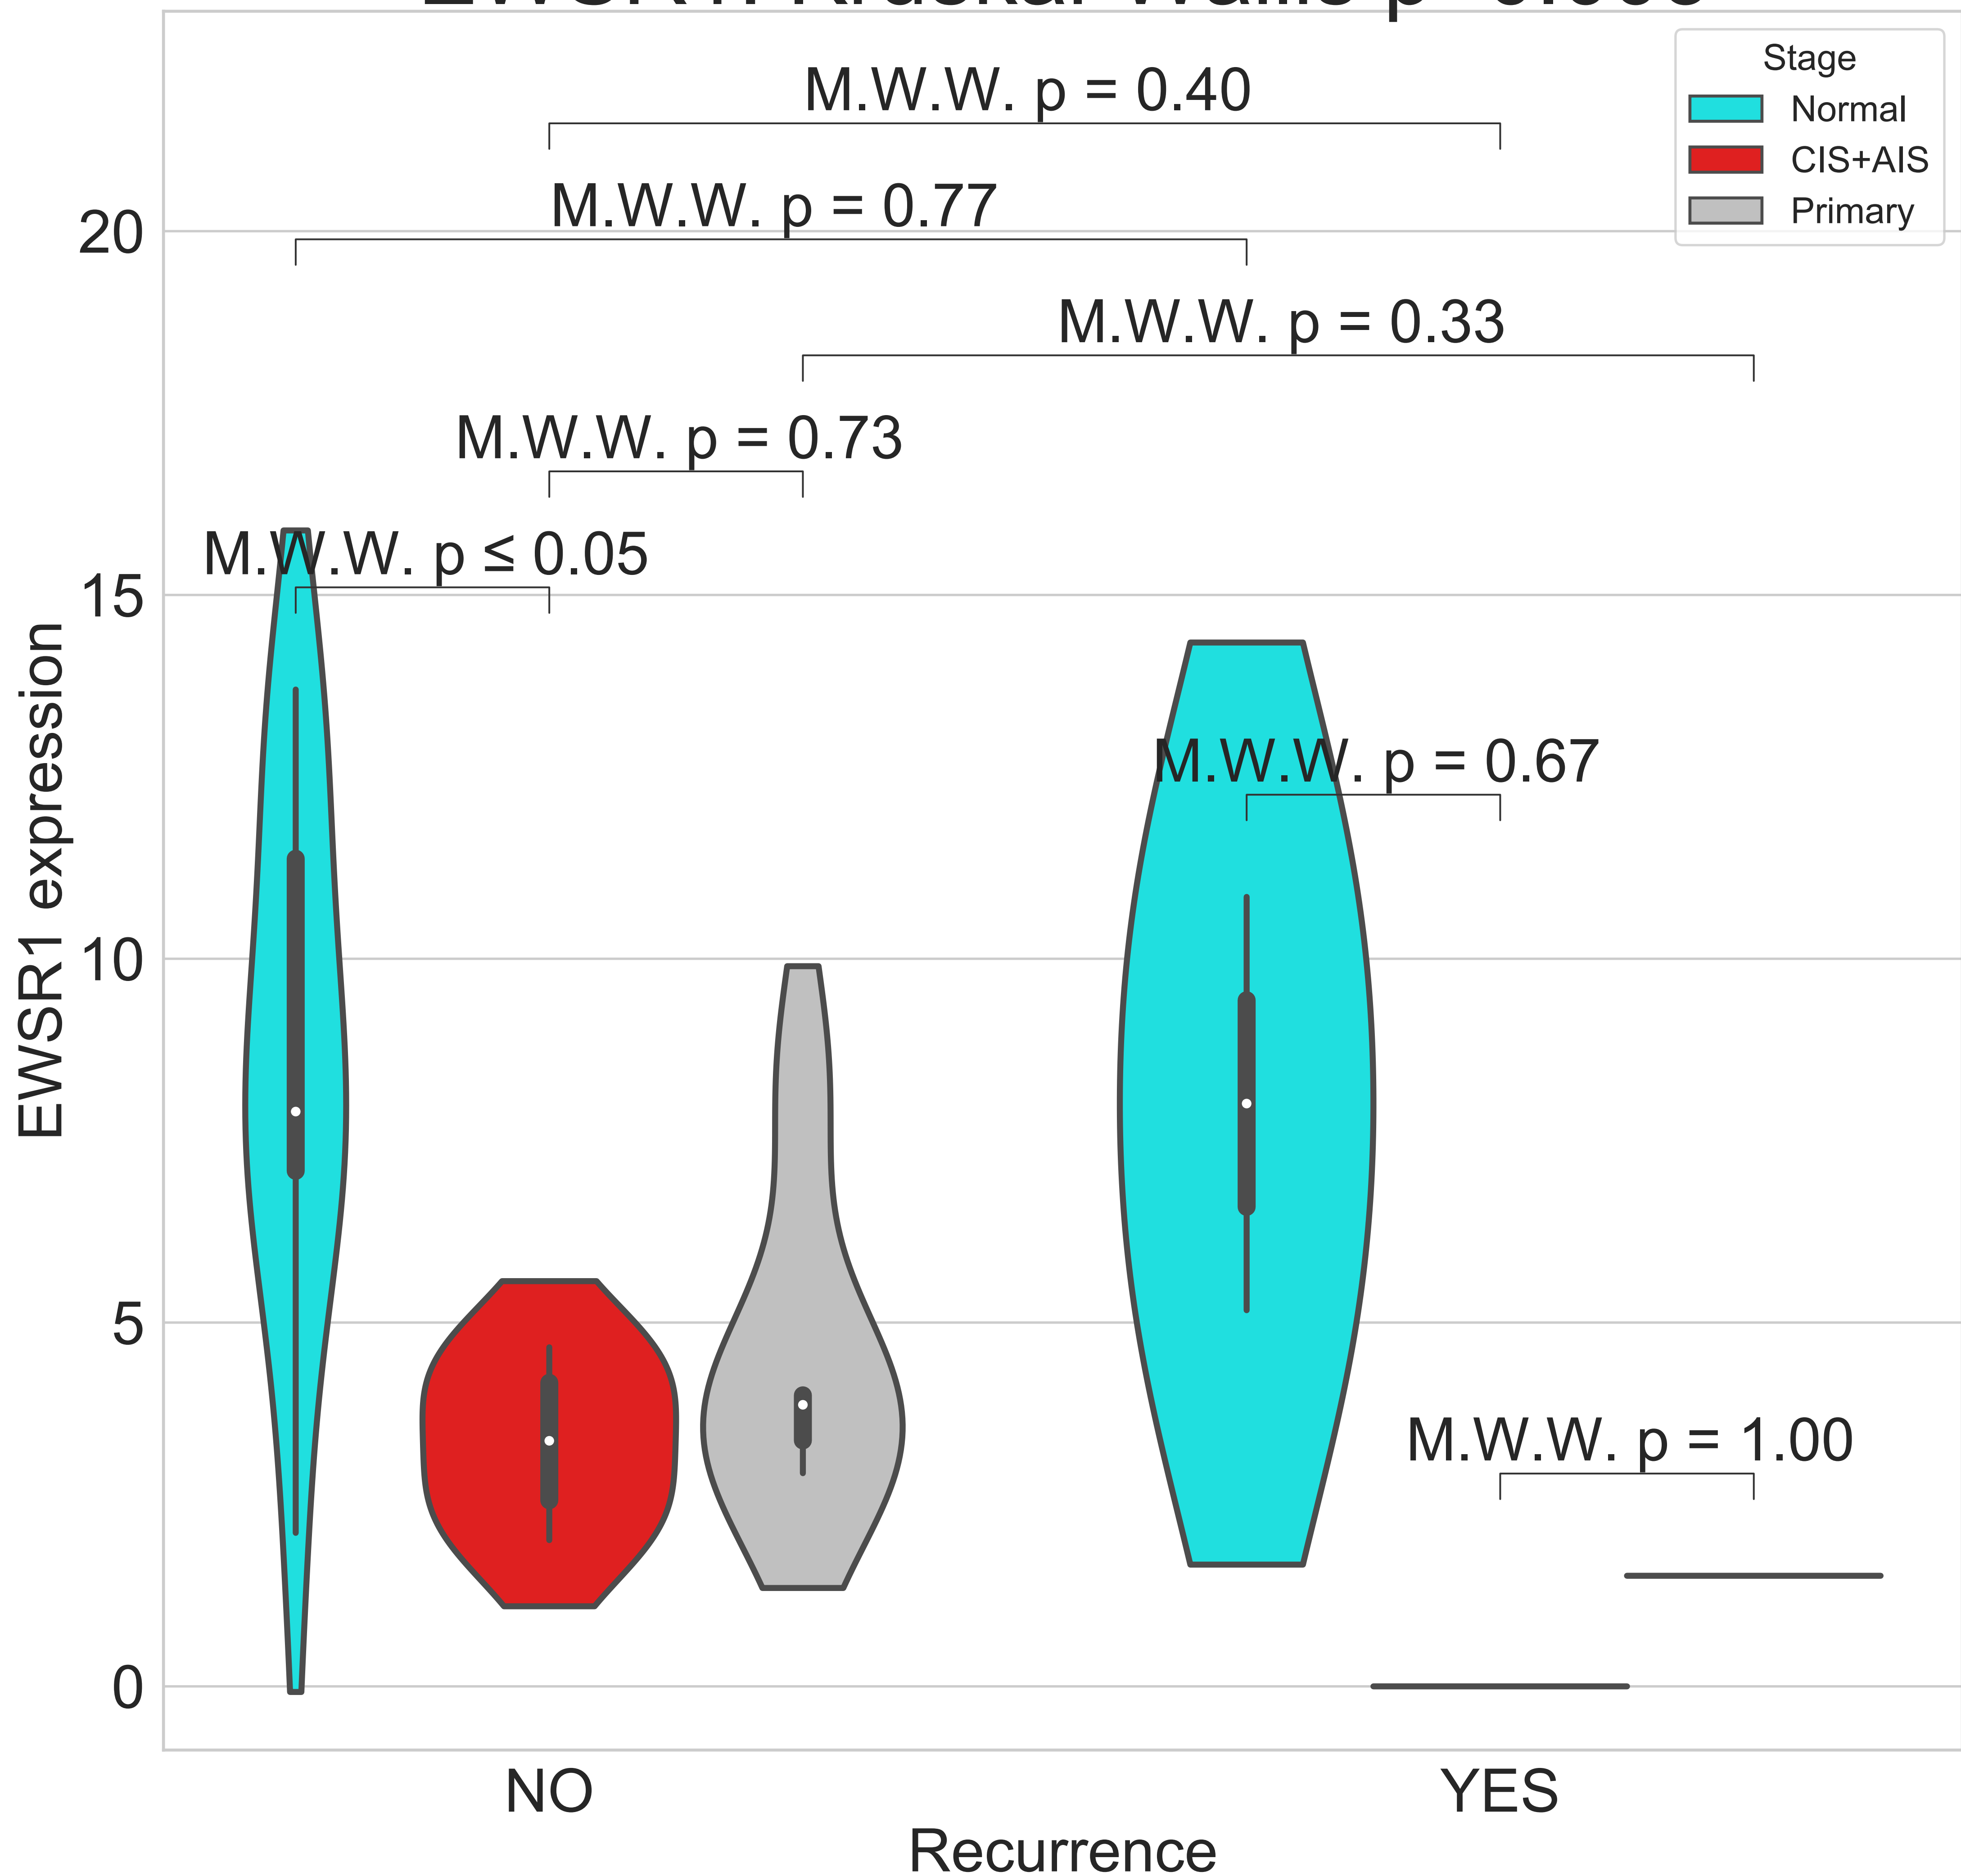 Stage
Normal
CIS+AIS
Primary
M.W.W. p = 0.40
M.W.W. p = 0.77
M.W.W. p = 0.33
M.W.W. p = 0.73
M.W.W. p ≤ 0.05
M.W.W. p = 0.67
M.W.W. p = 1.00
EWSR1 expression
20
15
10
5
0
NO
YES
Recurrence